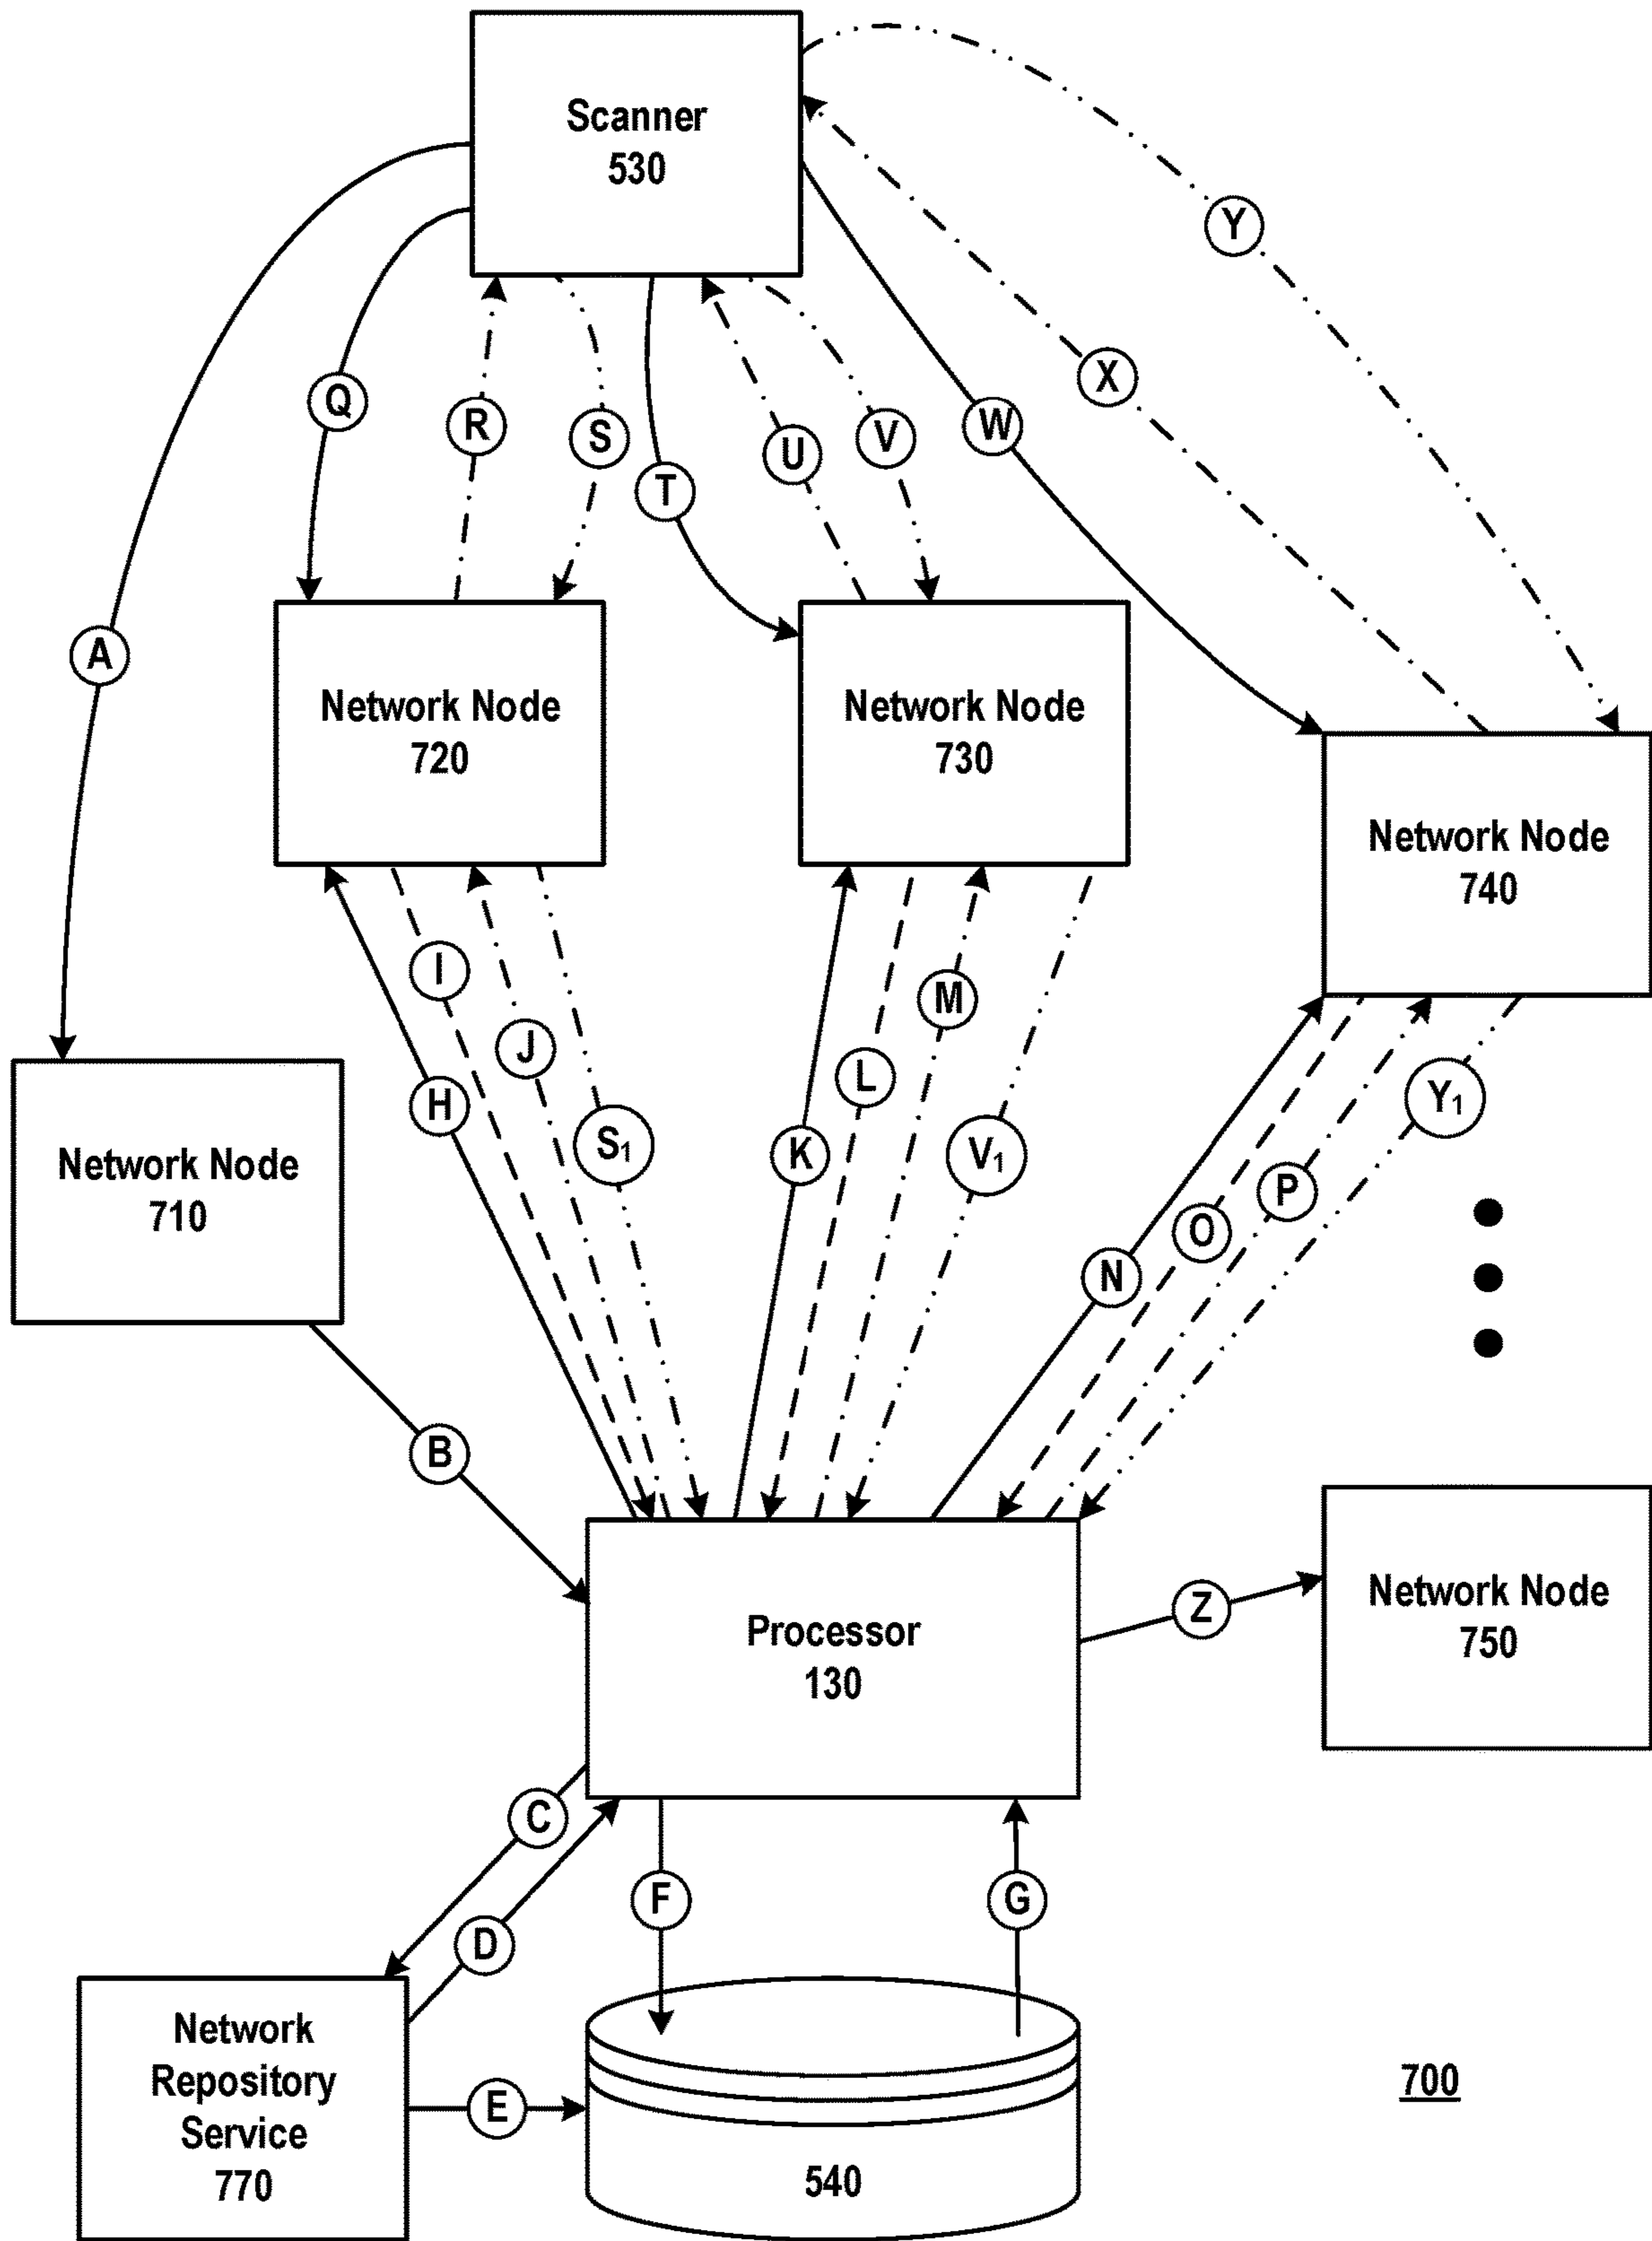 Scanner
530
Y
X
Q
R
S
U
V
W
T
A
Network Node
720
Network Node
730
Network Node
740
I
M
J
L
H
S1
K
V1
Y1
P
O
N
Network Node
710
B
Processor
130
Z
Network Node
750
C
F
G
D
Network
Repository
Service
770
E
540
700